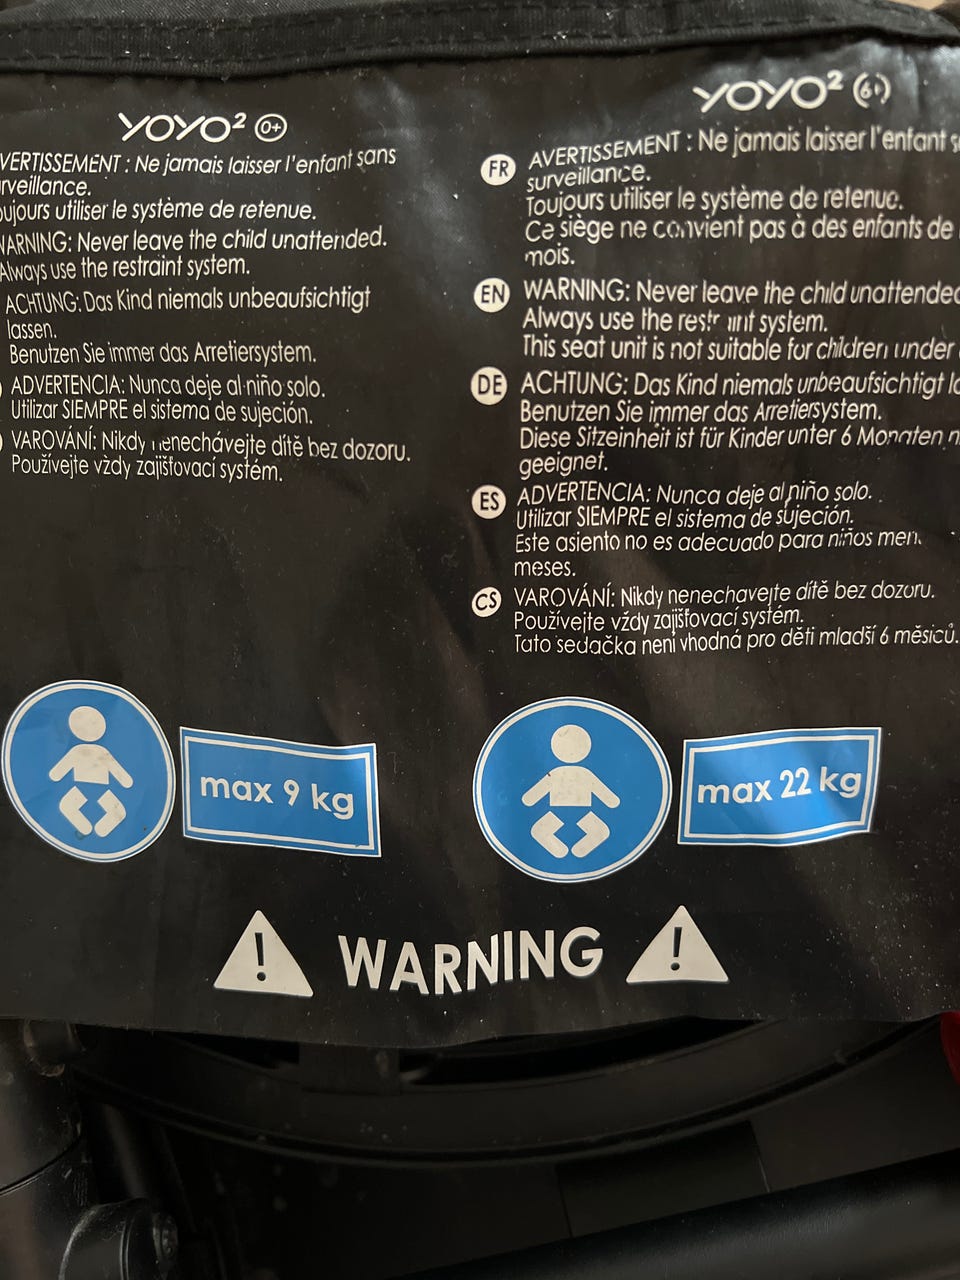 YOYO² 0+
VERTISSEMENT : Ne jamais laisser l'enfant sans
rveillance.
oujours utiliser le système de retenue.
WARNING: Never leave the child unattended.
Always use the restraint system.
ACHTUNG: Das Kind niemals unbeaufsichtigt
lassen.
Benutzen Sie immer das Arretiersystem.
ADVERTENCIA: Nunca deje al niño solo.
Utilizar SIEMPRE el sistema de sujeción.
VAROVÁNÍ: Nikdy nenechávejte dítě bez dozoru.
Používejte vždy zajišťovací systém.
max 9 kg
YOYO² 6+
FR AVERTISSEMENT : Ne jamais laisser l'enfant s
surveillance.
Toujours utiliser le système de retenue.
Ce siège ne convient pas à des enfants de
mois.
EN WARNING: Never leave the child unattended
Always use the restraint system.
This seat unit is not suitable for children under
DE ACHTUNG: Das Kind niemals unbeaufsichtigt
Benutzen Sie immer das Arretiersystem.
Diese Sitzeinheit ist für Kinder unter 6 Monaten n
geeignet.
ES ADVERTENCIA: Nunca deje al niño solo.
Utilizar SIEMPRE el sistema de sujeción.
Este asiento no es adecuado para niños men
meses.
CS VAROVÁNÍ: Nikdy nenechavejte dítě bez dozoru.
Používejte vždy zajišťovací systém.
Tato sedačka není vhodná pro děti mladší 6 měsíců.
max 22 kg
WARNING